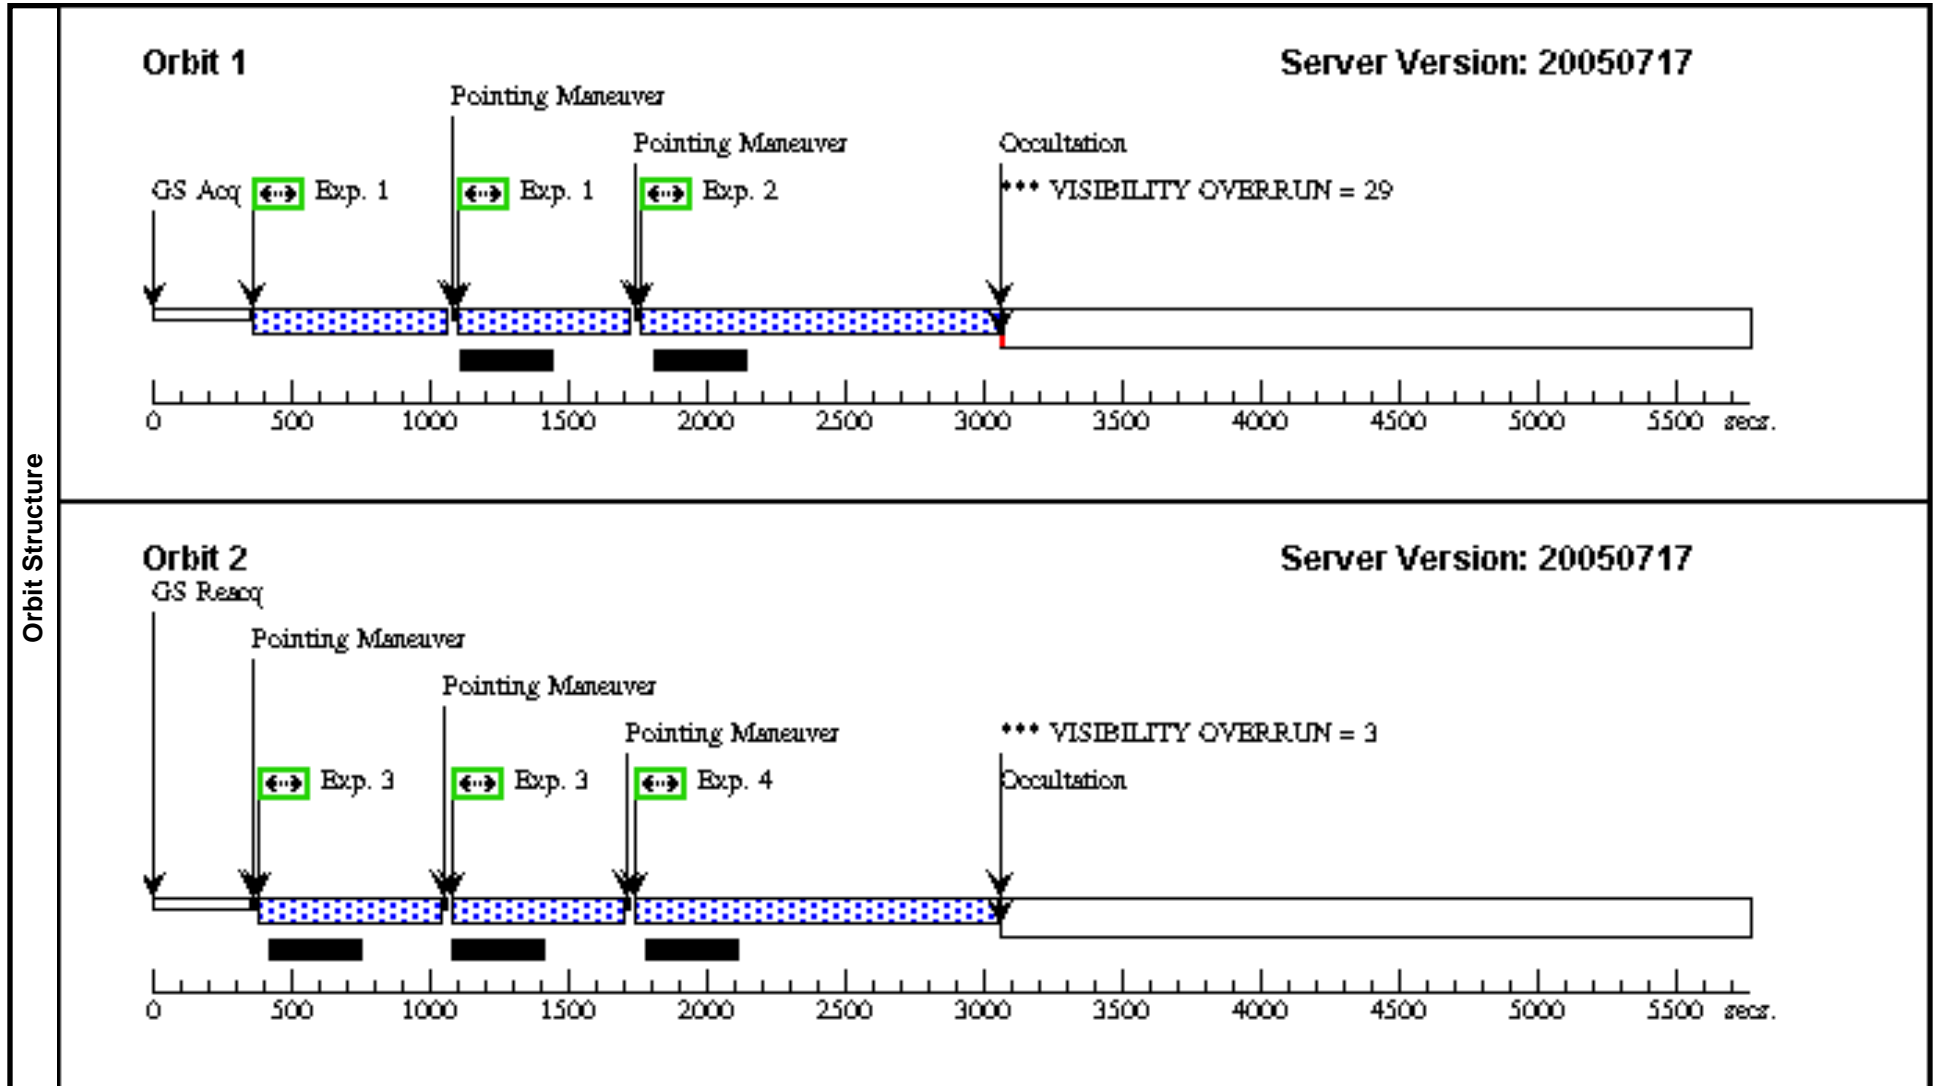 Orbit Structure
Orbit 1 Server Version: 20050717
Pointing Maneuver
Pointing Maneuver Occultation
GS Acq Exp. 1 Exp. 1 Exp. 2 *** VISIBILITY OVERRUN = 29
0 500 1000 1500 2000 2500 3000 3500 4000 4500 5000 5500 secs.
Orbit 2 Server Version: 20050717
GS Reacq
Pointing Maneuver
Pointing Maneuver
Pointing Maneuver *** VISIBILITY OVERRUN = 3
Exp. 3 Exp. 3 Exp. 4 Occultation
0 500 1000 1500 2000 2500 3000 3500 4000 4500 5000 5500 secs.